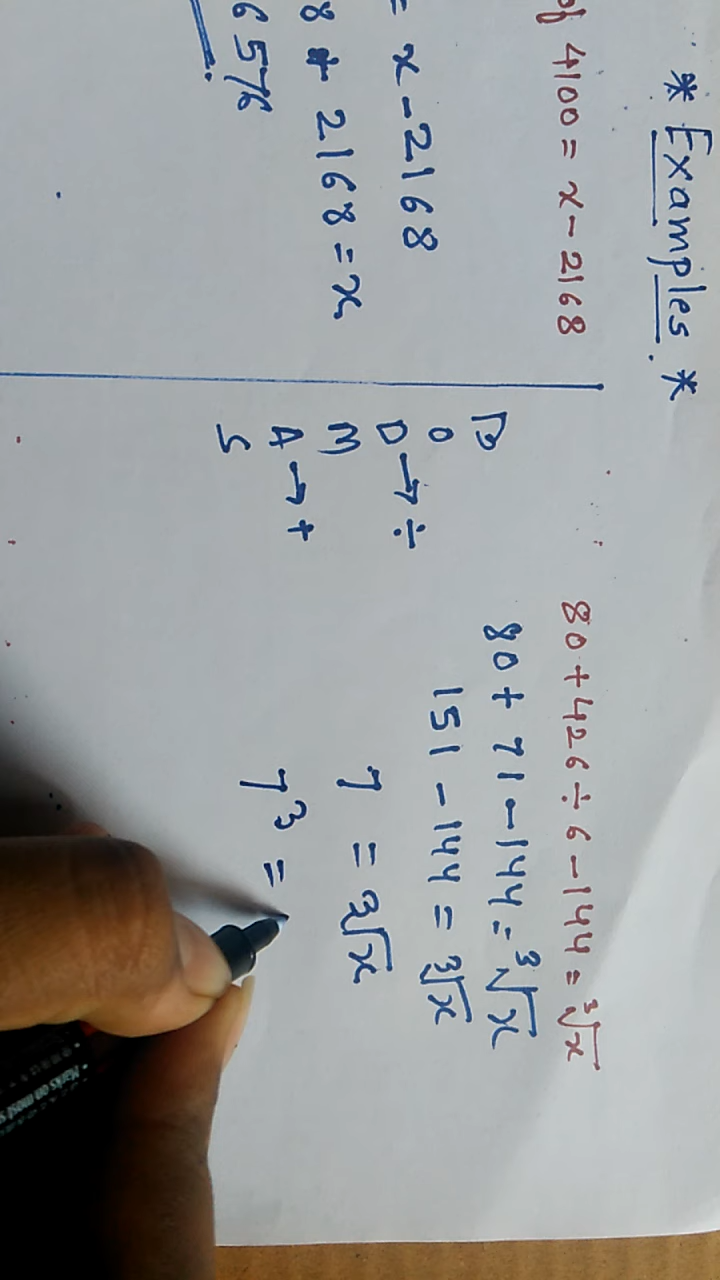 * Examples. *
of 4100 = x - 2168
= x - 2168
8 + 2168 = x
6576
B
O
D → ÷
M
A → +
S
80 + 426 ÷ 6 - 144 = ∛x
80 + 71 - 144 = ∛x
151 - 144 = ∛x
7 = ∛x
7³ =